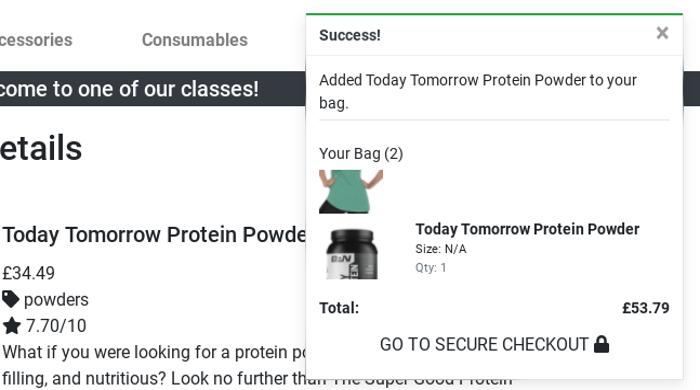 cessories
Consumables
Success!
×
come to one of our classes!
Added Today Tomorrow Protein Powder to your
bag.
etails
Your Bag (2)
Today Tomorrow Protein Powde
Today Tomorrow Protein Powder
Size: N/A
Qty: 1
£34.49
powders
7.70/10
Total:
£53.79
GO TO SECURE CHECKOUT
What if you were looking for a protein po
filling, and nutritious? Look no further than The Super Good Protein